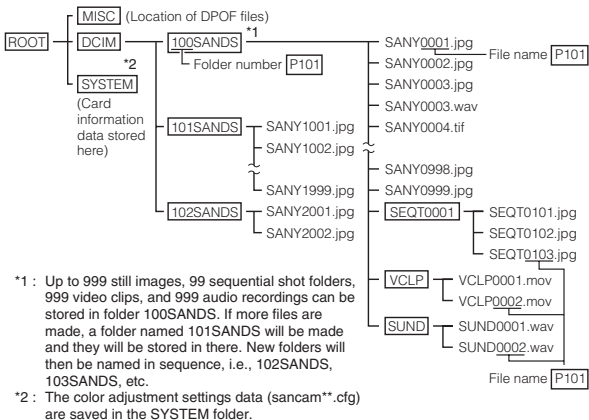 ROOT
MISC (Location of DPOF files)
DCIM
*2
SYSTEM
(Card
information
data stored
here)
*1
100SANDS
Folder number P101
101SANDS
SANY1001.jpg
SANY1002.jpg
SANY1999.jpg
102SANDS
SANY2001.jpg
SANY2002.jpg
SANY0001.jpg
File name P101
SANY0002.jpg
SANY0003.jpg
SANY0003.wav
SANY0004.tif
SANY0998.jpg
SANY0999.jpg
SEQT0001
SEQT0101.jpg
SEQT0102.jpg
SEQT0103.jpg
VCLP
VCLP0001.mov
VCLP0002.mov
SUND
SUND0001.wav
SUND0002.wav
File name P101
*1 : Up to 999 still images, 99 sequential shot folders,
999 video clips, and 999 audio recordings can be
stored in folder 100SANDS. If more files are
made, a folder named 101SANDS will be made
and they will be stored in there. New folders will
then be named in sequence, i.e., 102SANDS,
103SANDS, etc.
*2 : The color adjustment settings data (sancam**.cfg)
are saved in the SYSTEM folder.